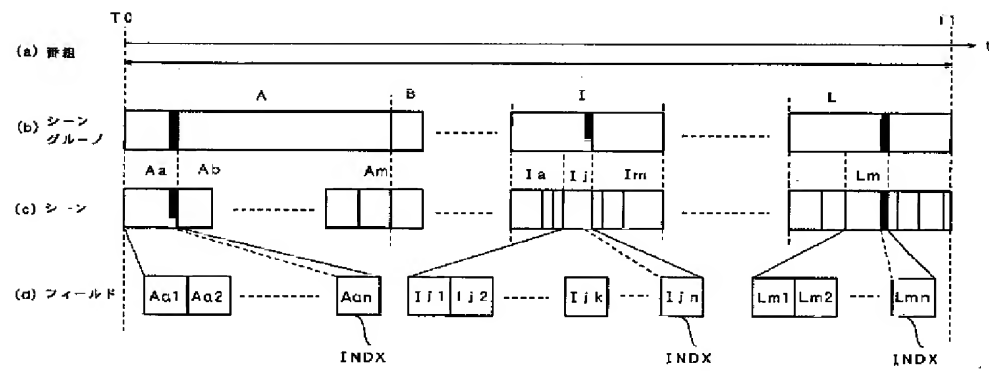 T0 T1
(a) 番組 t
A B I L
(b) シーン
グループ
Aa Ab Am Ia Ij Im Lm
(c) シーン
(d) フィールド Aa1 Aa2 Aan Ij1 Ij2 Ijk Ijn Lm1 Lm2 Lmn
INDX INDX INDX